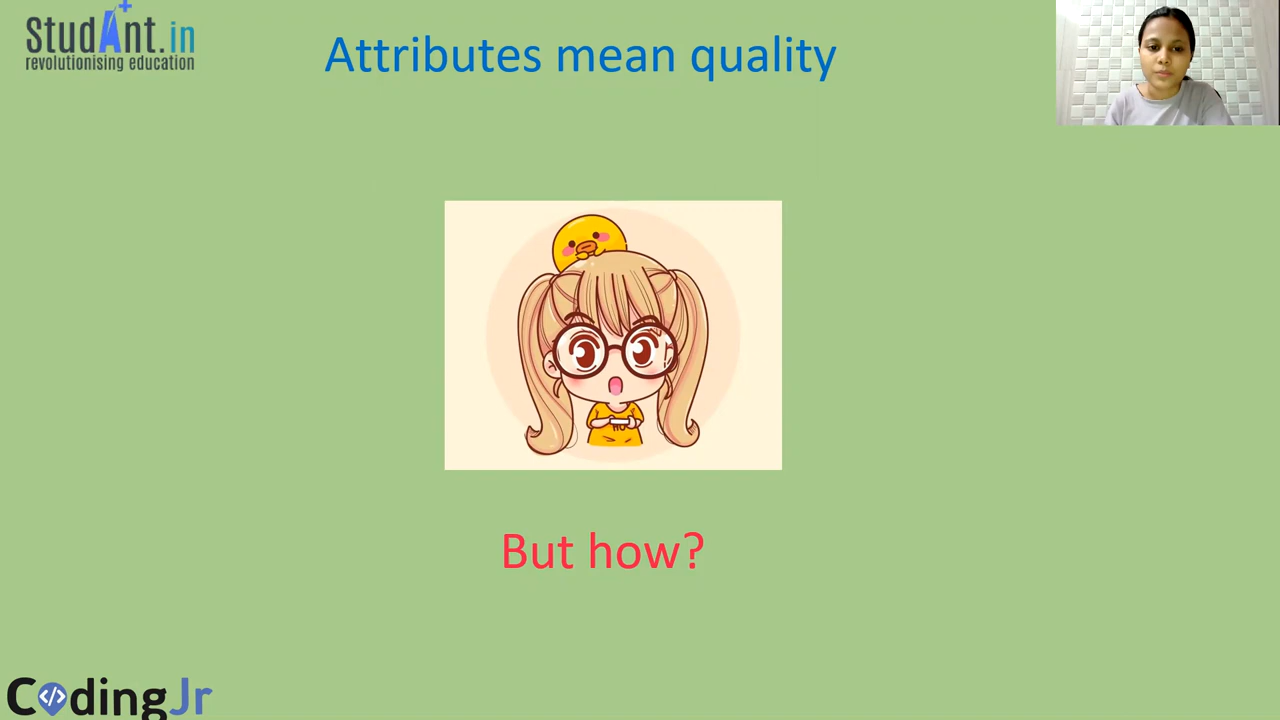 StudAnt.in
revolutionising education
Attributes mean quality
But how?
CodingJr